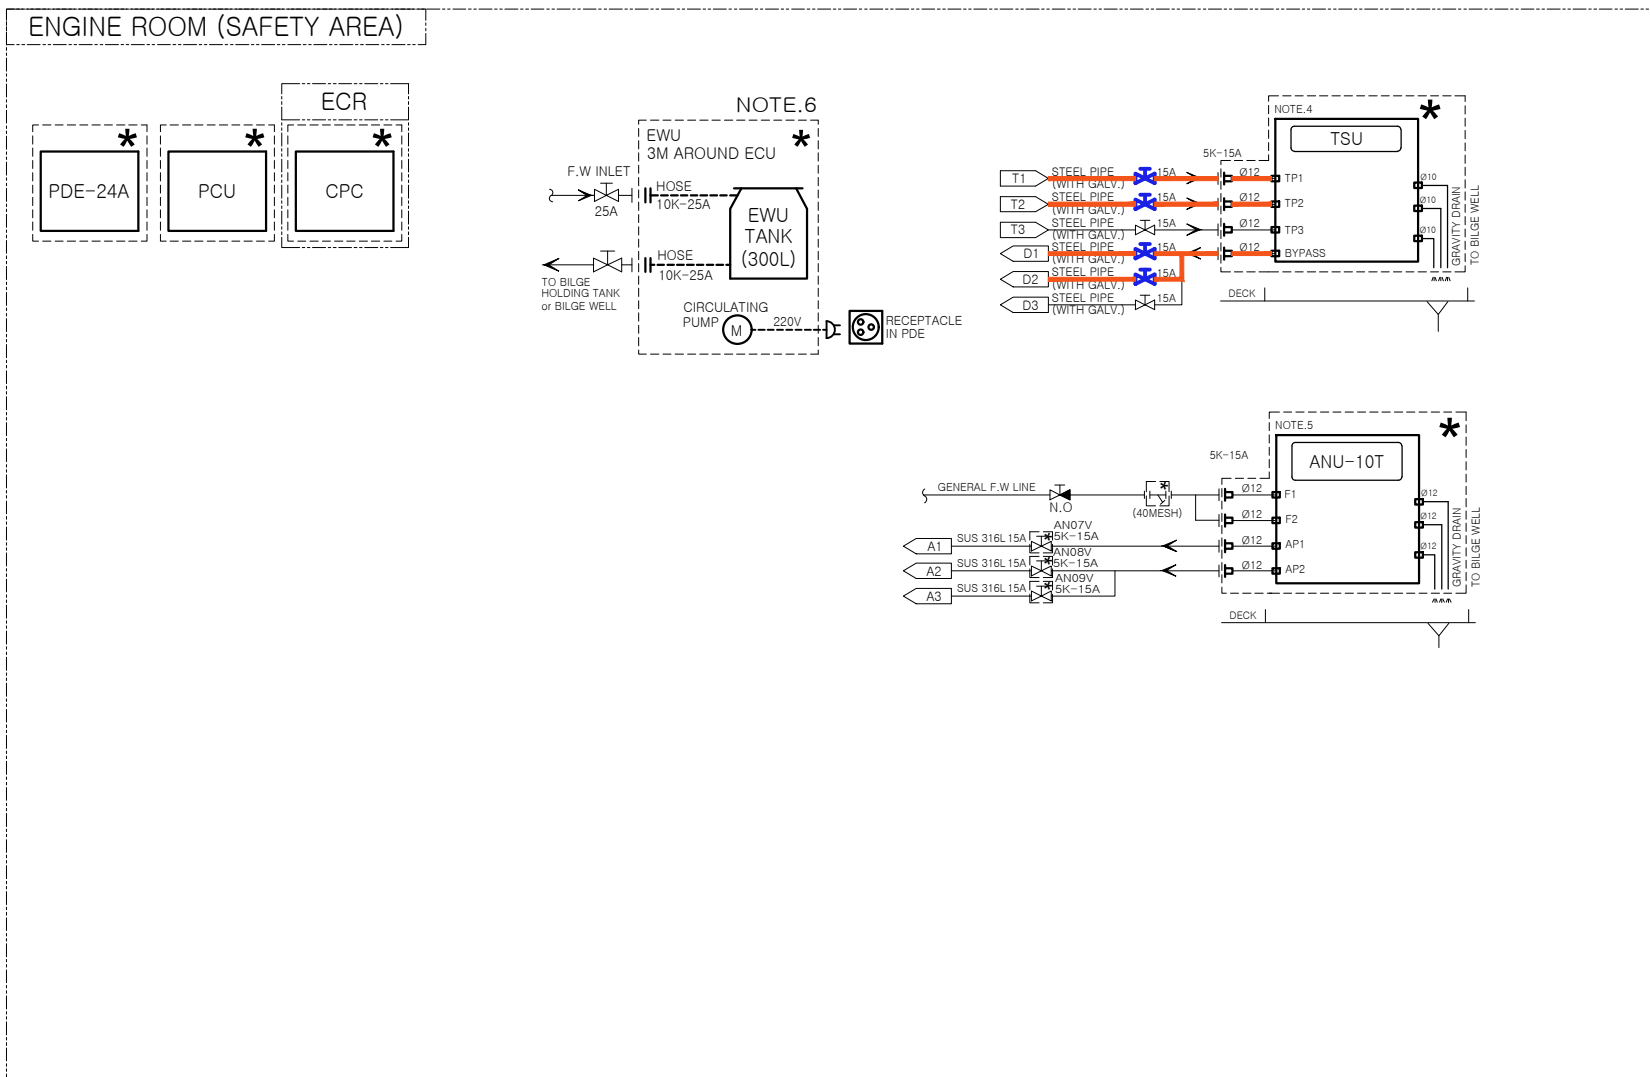 ENGINE ROOM (SAFETY AREA)
ECR
*
*
*
PDE-24A
PCU
CPC
NOTE.6
EWU
3M AROUND ECU
*
F.W INLET
25A
HOSE
10K-25A
EWU
TANK
(300L)
HOSE
10K-25A
TO BILGE
HOLDING TANK
or BILGE WELL
CIRCULATING
PUMP
M
220V
RECEPTACLE
IN PDE
NOTE.4
*
TSU
5K-15A
T1
STEEL PIPE
(WITH GALV.)
15A
Ø12
TP1
T2
STEEL PIPE
(WITH GALV.)
15A
Ø12
TP2
T3
STEEL PIPE
(WITH GALV.)
15A
Ø12
TP3
D1
STEEL PIPE
(WITH GALV.)
15A
Ø12
BYPASS
D2
STEEL PIPE
(WITH GALV.)
15A
D3
STEEL PIPE
(WITH GALV.)
15A
Ø10
Ø10
Ø10
GRAVITY DRAIN
TO BILGE WELL
DECK
NOTE.5
*
ANU-10T
5K-15A
GENERAL F.W LINE
N.O
*
(40MESH)
Ø12
F1
Ø12
F2
A1
SUS 316L 15A
*
AN07V
5K-15A
Ø12
AP1
A2
SUS 316L 15A
*
AN08V
5K-15A
Ø12
AP2
A3
SUS 316L 15A
*
AN09V
5K-15A
Ø12
Ø12
Ø12
GRAVITY DRAIN
TO BILGE WELL
DECK